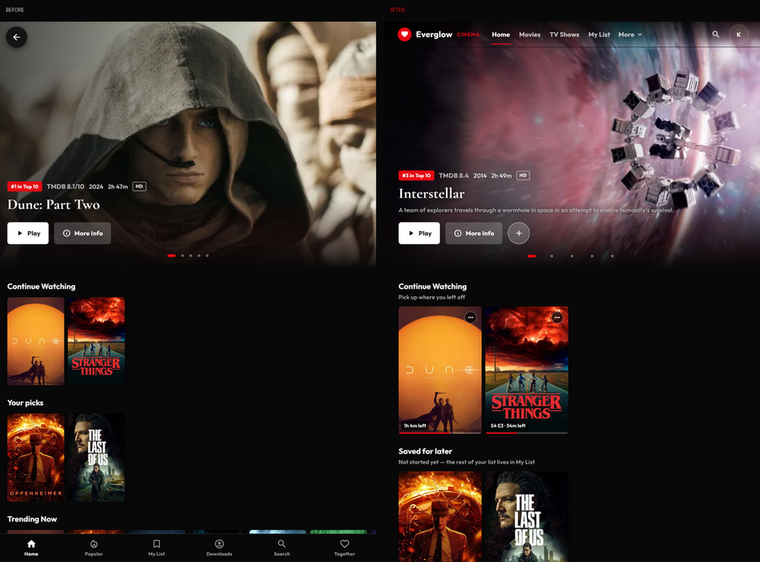 BEFORE
#1 in Top 10 TMDB 8.1/10 2024 2h 47m HD
Dune: Part Two
Play More Info
Continue Watching
DUNE
STRANGER THINGS
Your picks
OPPENHEIMER
THE LAST OF US
Trending Now
Home Popular My List Downloads Search Together
AFTER
Everglow CINEMA Home Movies TV Shows My List More K
#3 in Top 10 TMDB 8.4 2014 2h 49m HD
Interstellar
A team of explorers travels through a wormhole in space in an attempt to ensure humanity's survival.
Play More Info
Continue Watching
Pick up where you left off
DUNE
1h 4m left
STRANGER THINGS
S4 E3 · 34m left
Saved for later
Not started yet — the rest of your list lives in My List
THE LAST OF US